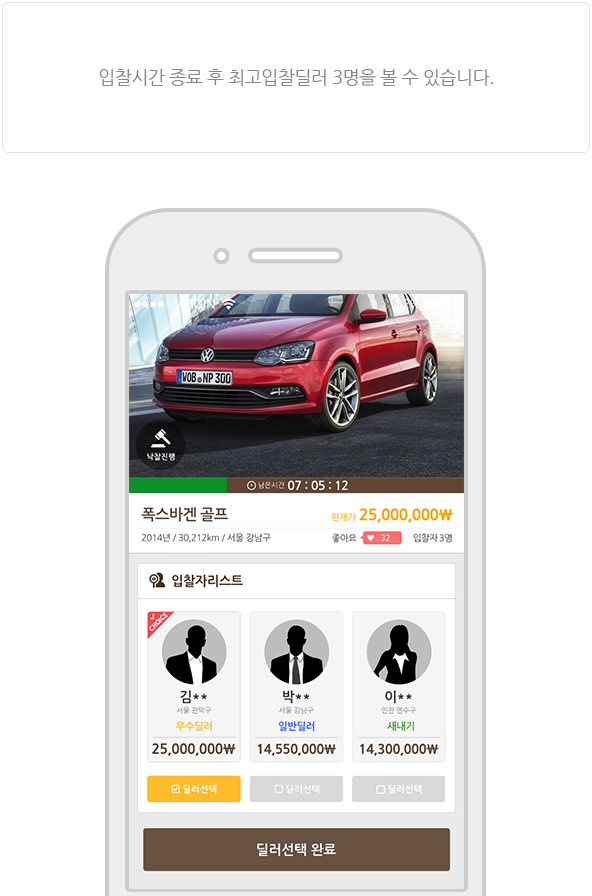 입찰시간 종료 후 최고입찰딜러 3명을 볼 수 있습니다.
WOB NP 300
낙찰진행
남은시간 07 : 05 : 12
폭스바겐 골프 현재가 25,000,000₩
2014년 / 30,212km / 서울 강남구 좋아요 32 입찰자 3명
입찰자리스트
CHOICE
김** 박** 이**
서울 관악구 서울 강남구 인천 연수구
우수딜러 일반딜러 새내기
25,000,000₩ 14,550,000₩ 14,300,000₩
딜러선택 딜러선택 딜러선택
딜러선택 완료